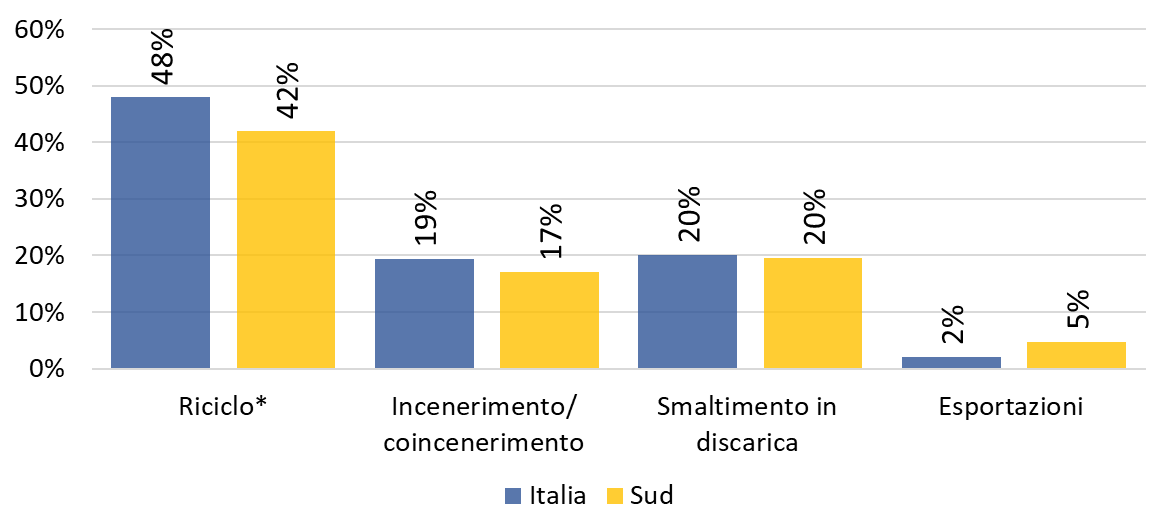 60%
50%
40%
30%
20%
10%
0%
48%
42%
19%
17%
20%
20%
2%
5%
Riciclo*
Incenerimento/
coincenerimento
Smaltimento in
discarica
Esportazioni
Italia
Sud